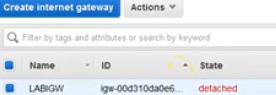 Create internet gateway Actions
Filter by tags and attributes or search by keyword
Name ID State
LABIGW igw-00d310da0e6... detached